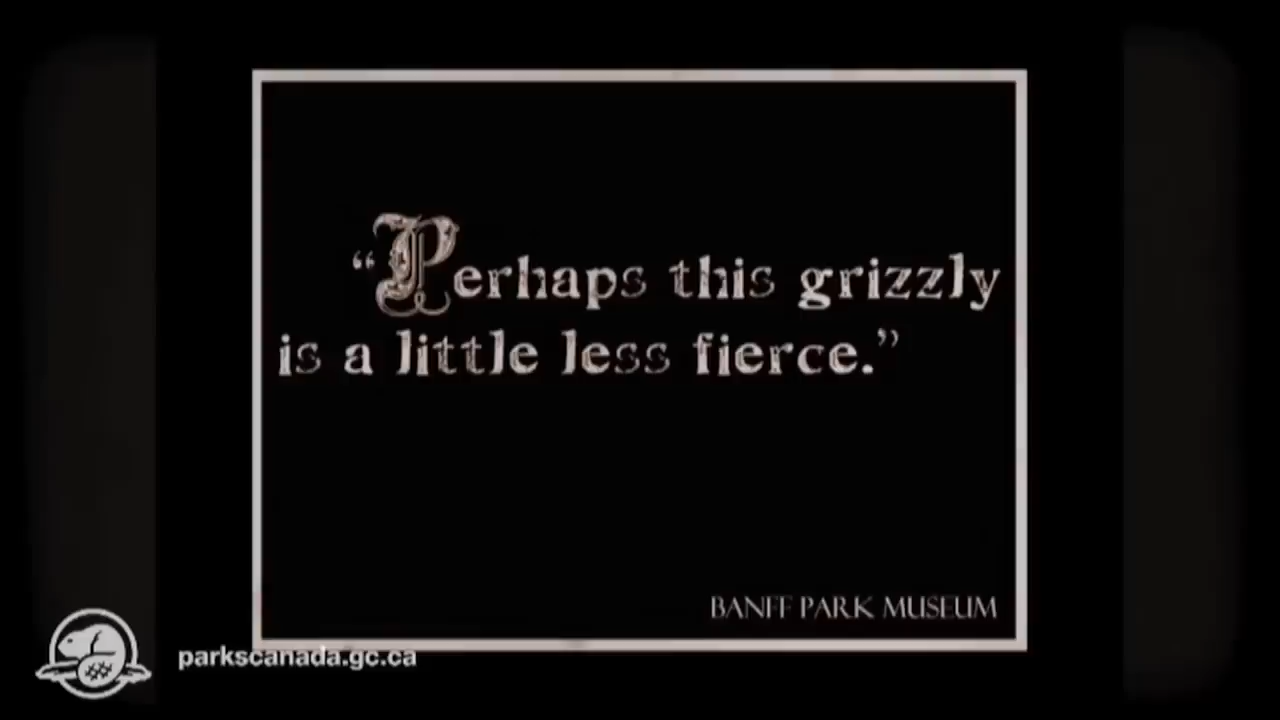 “Perhaps this grizzly
is a little less fierce.”
BANFF PARK MUSEUM
parkscanada.gc.ca